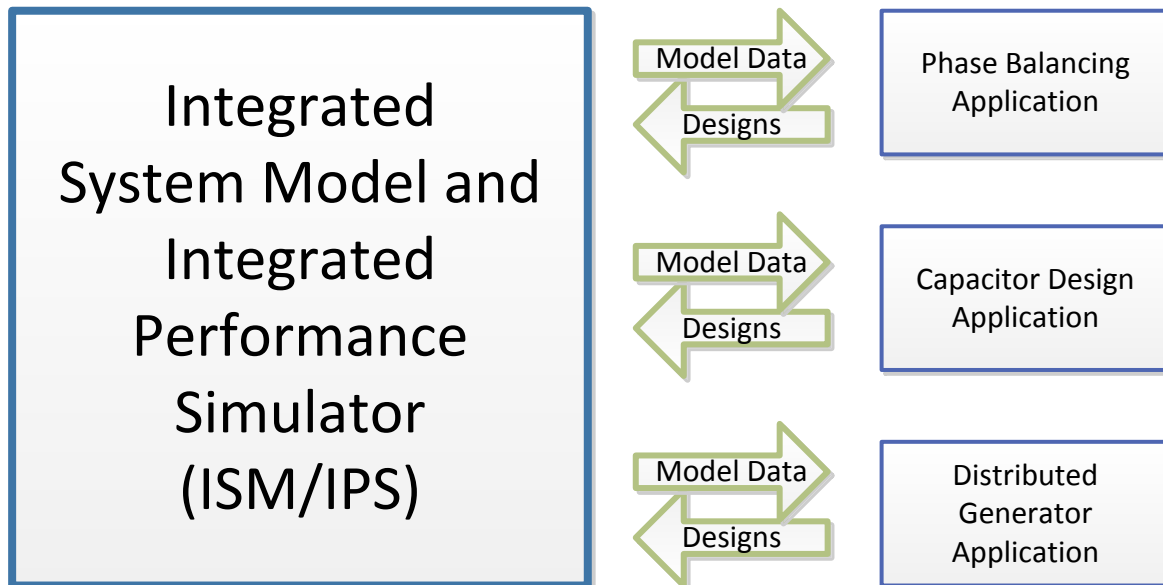 Integrated
System Model and
Integrated
Performance
Simulator
(ISM/IPS)
Model Data
Designs
Phase Balancing
Application
Model Data
Designs
Capacitor Design
Application
Model Data
Designs
Distributed
Generator
Application